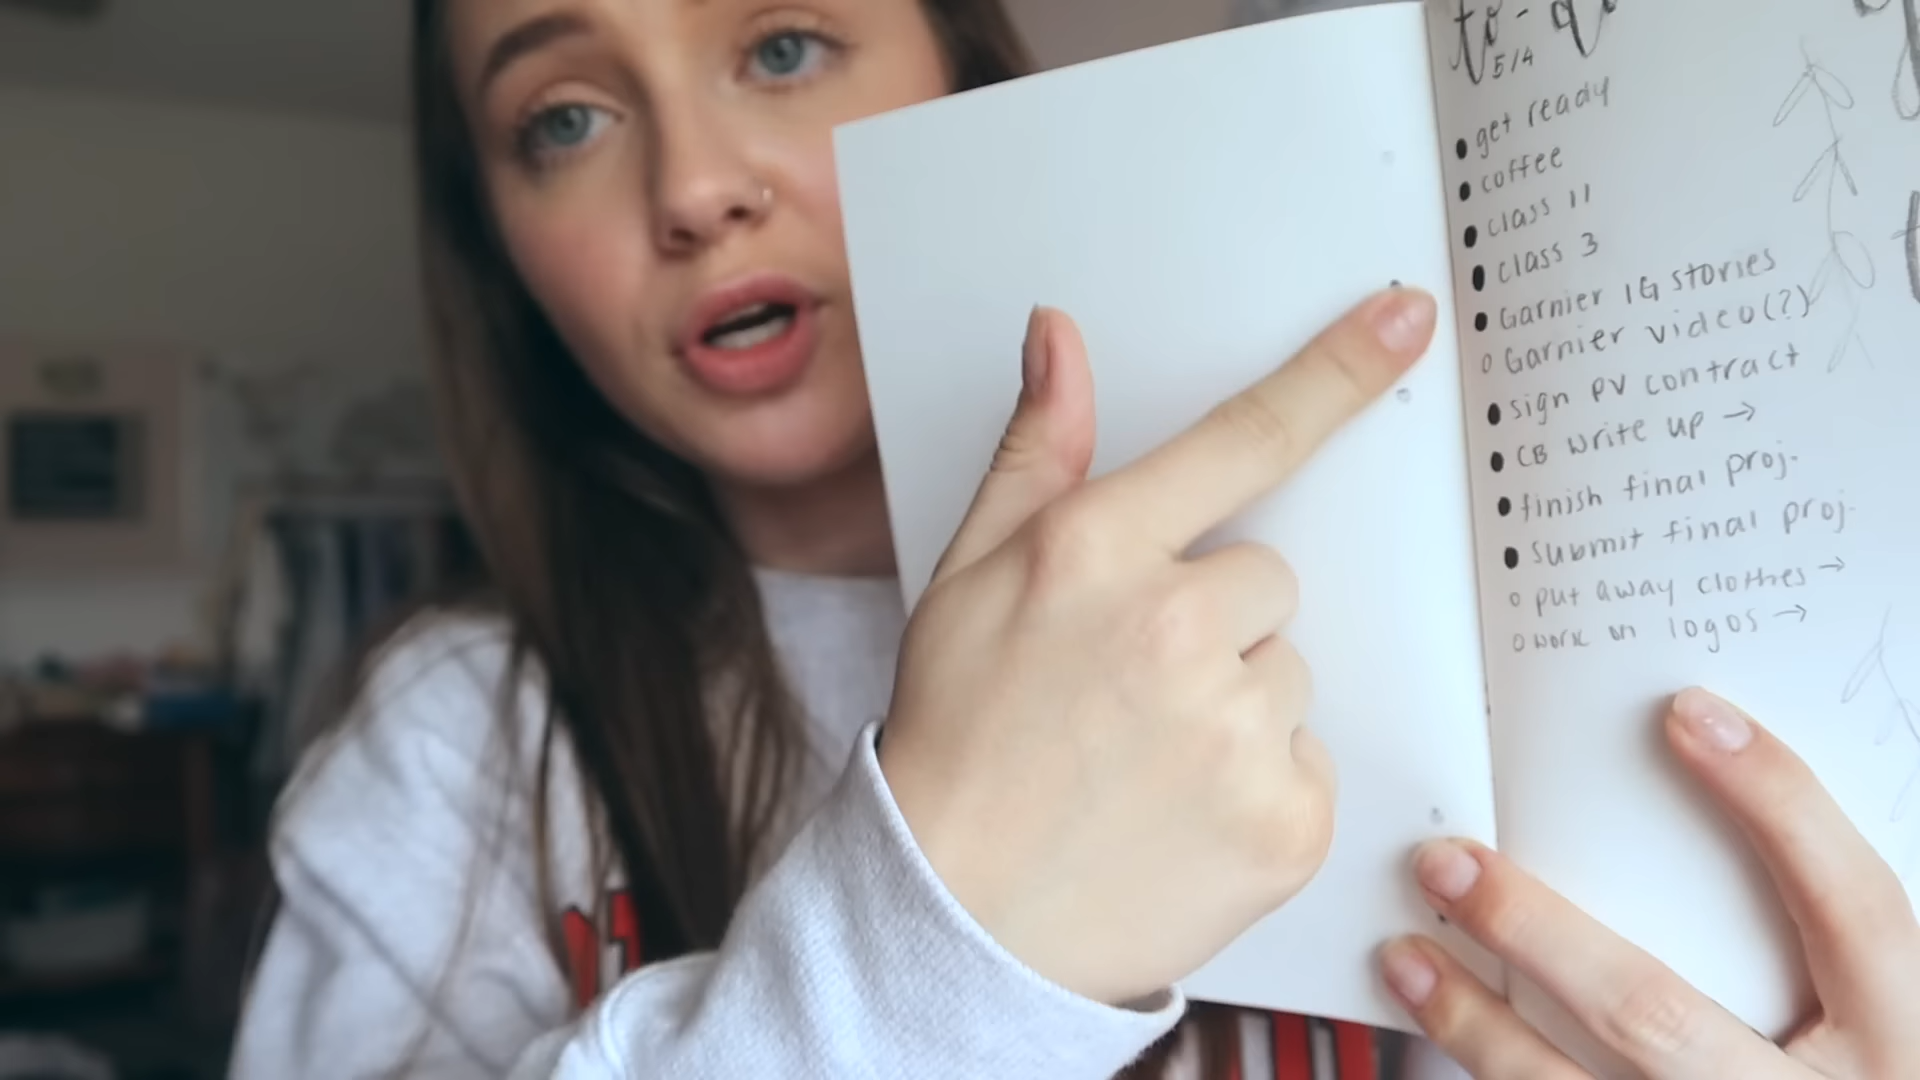 to-do
5/4
get ready
coffee
class 11
class 3
Garnier IG stories
Garnier video(?)
sign PV contract
CB write up →
finish final proj.
submit final proj.
put away clothes →
work on logos →